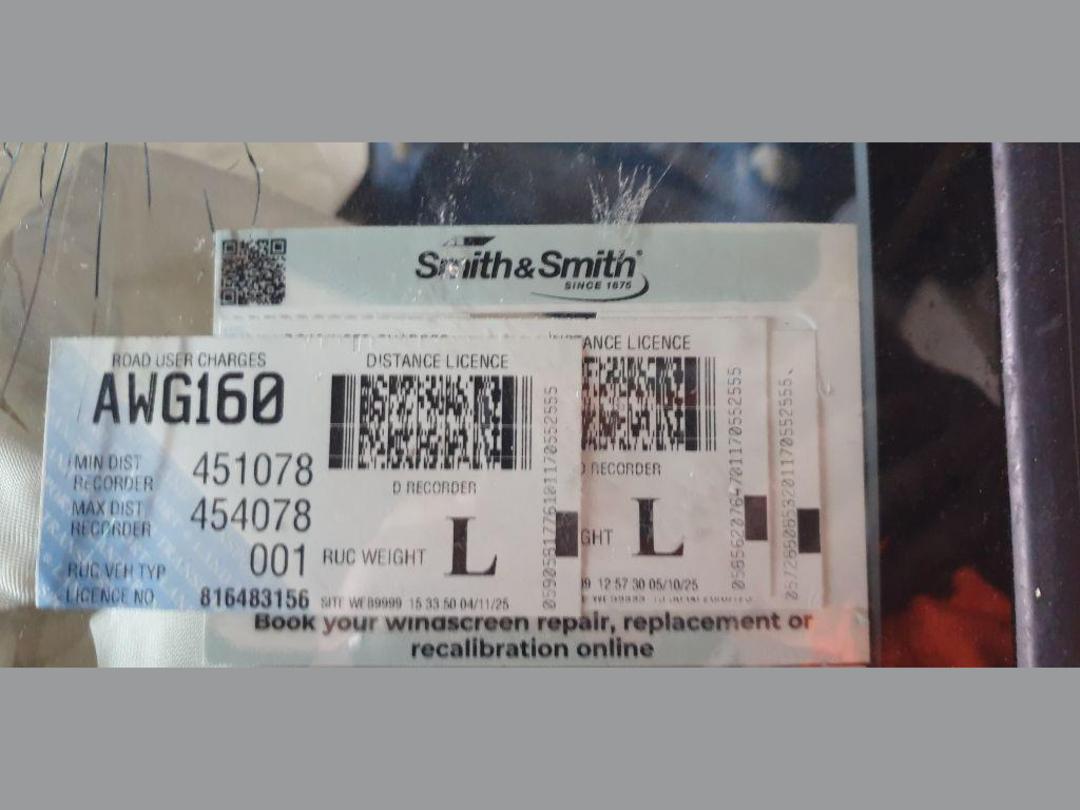 Smith&Smith
SINCE 1875
ROAD USER CHARGES
AWG160
DISTANCE LICENCE
MIN DIST RECORDER 451078
MAX DIST RECORDER 454078
D RECORDER
RUC VEH TYP 001
RUC WEIGHT L
LICENCE NO 816483156
SITE WEB9999 15 33 50 04/11/25
DISTANCE LICENCE
D RECORDER
L
12 57 30 05/10/25
Book your windscreen repair, replacement or
recalibration online